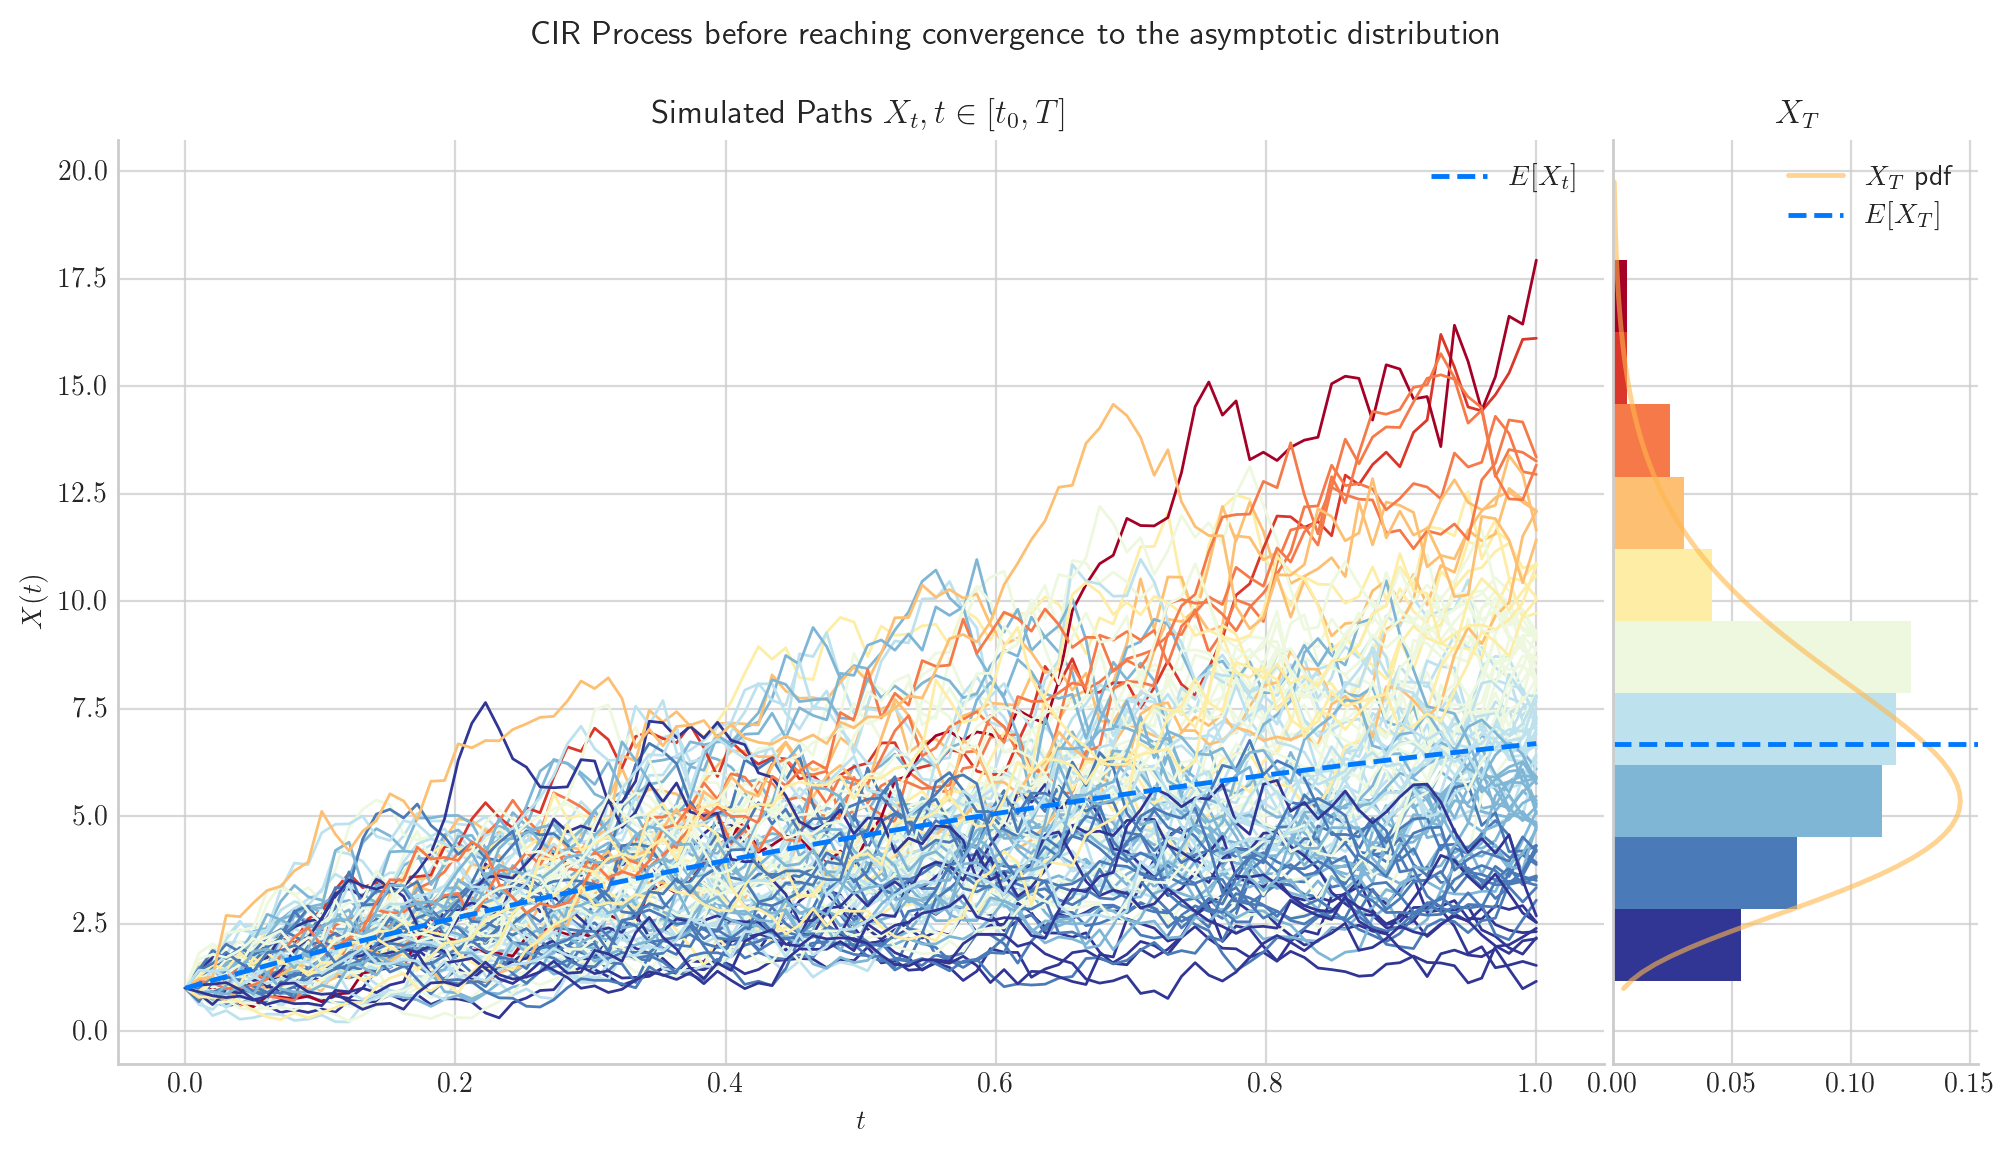 CIR Process before reaching convergence to the asymptotic distribution
Simulated Paths $X_t, t \in [t_0, T]$
$X_T$
20.0
17.5
15.0
12.5
10.0
7.5
5.0
2.5
0.0
$X(t)$
$E[X_t]$
$X_T$ pdf
$E[X_T]$
0.0 0.2 0.4 0.6 0.8 1.0
0.00 0.05 0.10 0.15
$t$